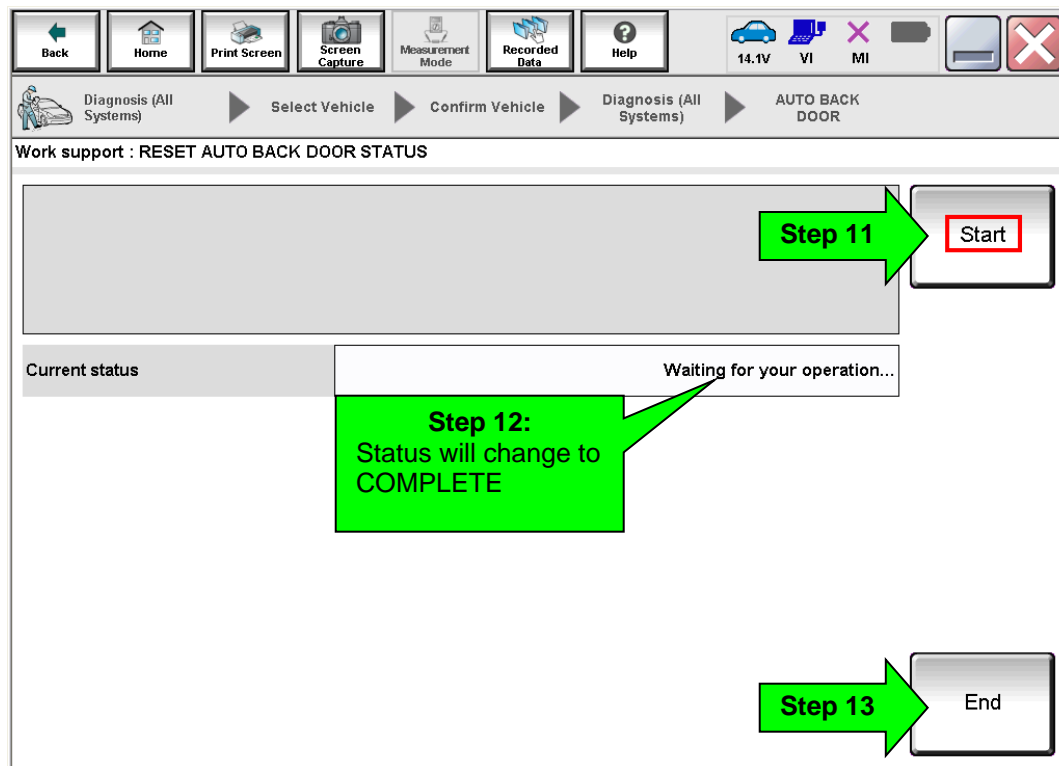 Back
Home
Print Screen
Screen
Capture
Measurement
Mode
Recorded
Data
Help
14.1V
VI
MI
Diagnosis (All
Systems)
Select Vehicle
Confirm Vehicle
Diagnosis (All
Systems)
AUTO BACK
DOOR
Work support : RESET AUTO BACK DOOR STATUS
Step 11
Start
Current status
Waiting for your operation...
Step 12:
Status will change to
COMPLETE
Step 13
End